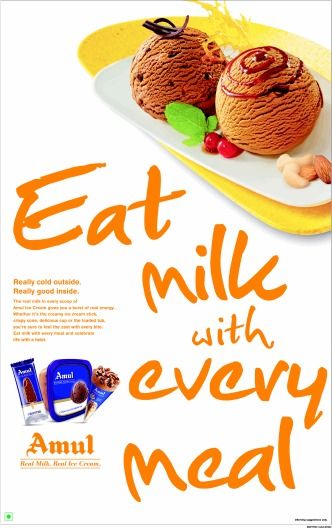 Eat
milk
with
every
meal
Really cold outside.
Really good inside.
The real milk in every scoop of
Amul Ice Cream gives you a burst of real energy.
Whether it's the creamy ice cream stick,
crispy cone, delicious cup or the loaded tub,
you're sure to feel the zest with every bite.
Eat milk with every meal and celebrate
life with a twist.
Amul
Amul
Amul
Real Milk. Real Ice Cream.